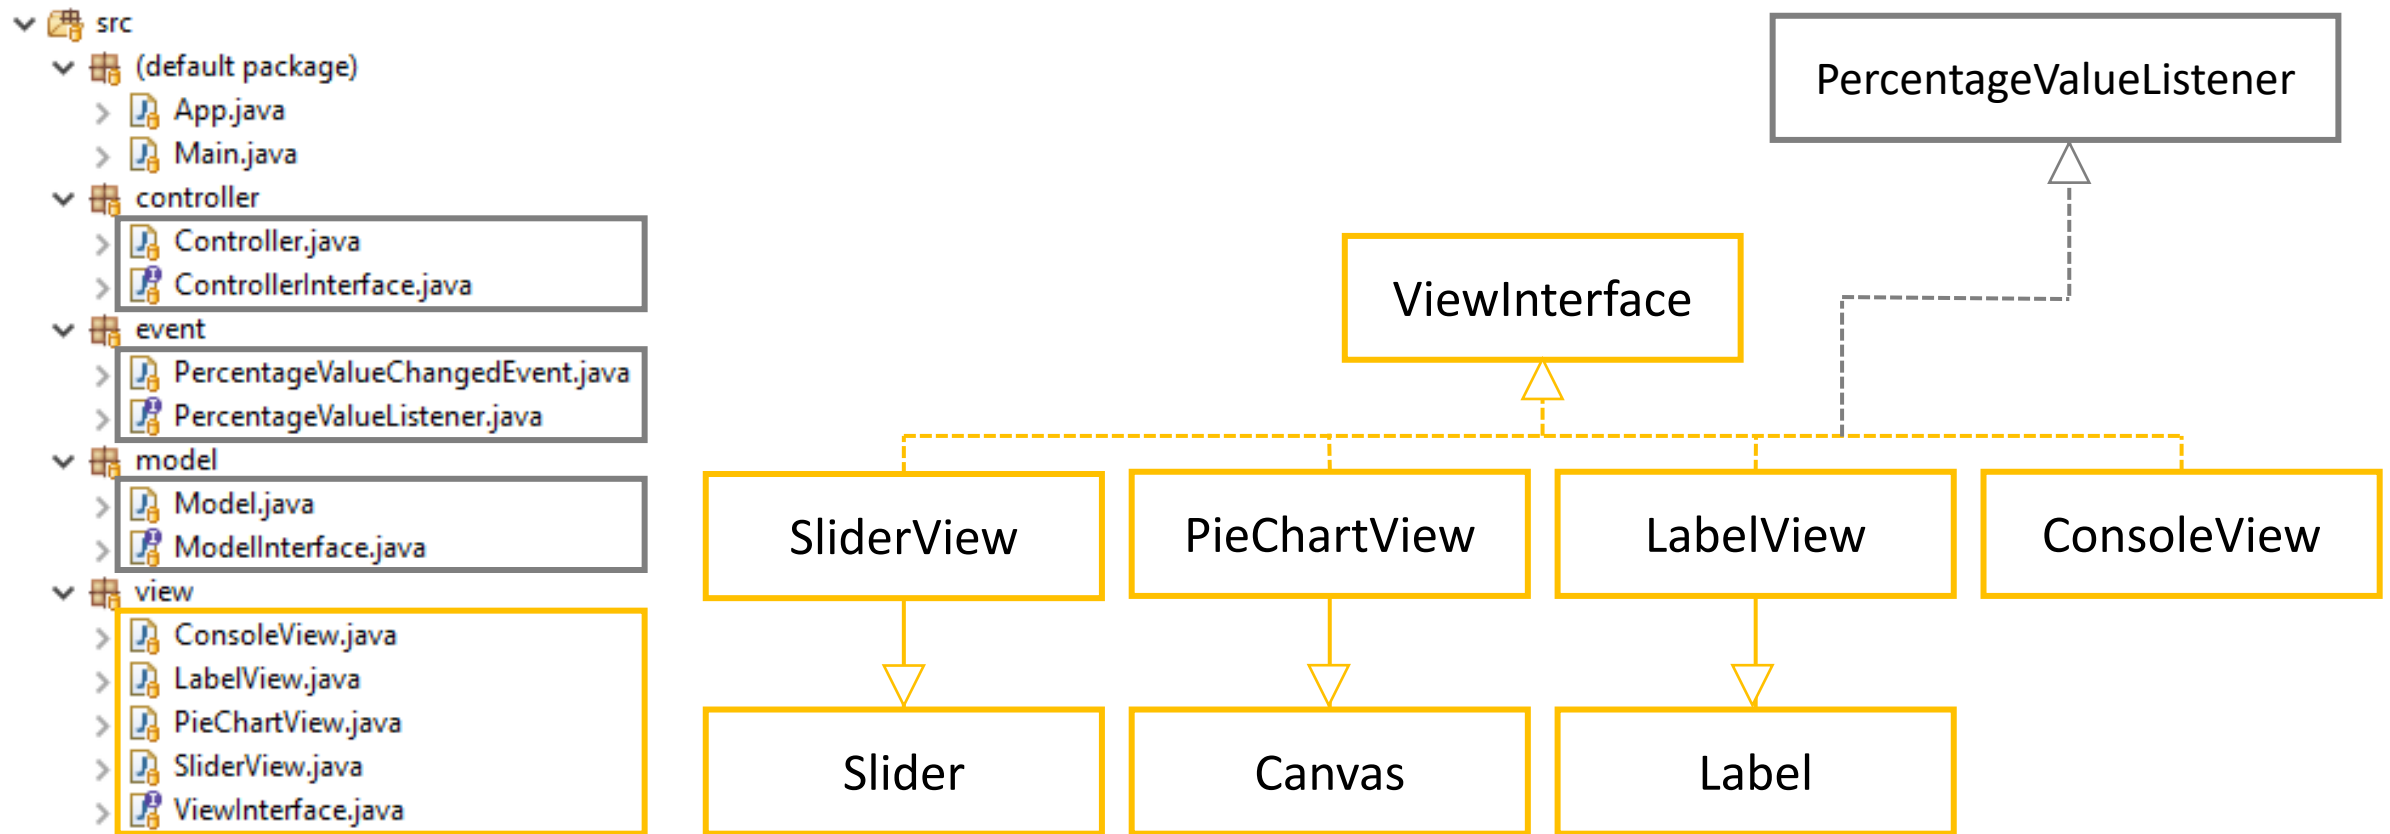 src
(default package)
App.java
Main.java
controller
Controller.java
ControllerInterface.java
event
PercentageValueChangedEvent.java
PercentageValueListener.java
model
Model.java
ModelInterface.java
view
ConsoleView.java
LabelView.java
PieChartView.java
SliderView.java
ViewInterface.java
PercentageValueListener
ViewInterface
SliderView
PieChartView
LabelView
ConsoleView
Slider
Canvas
Label